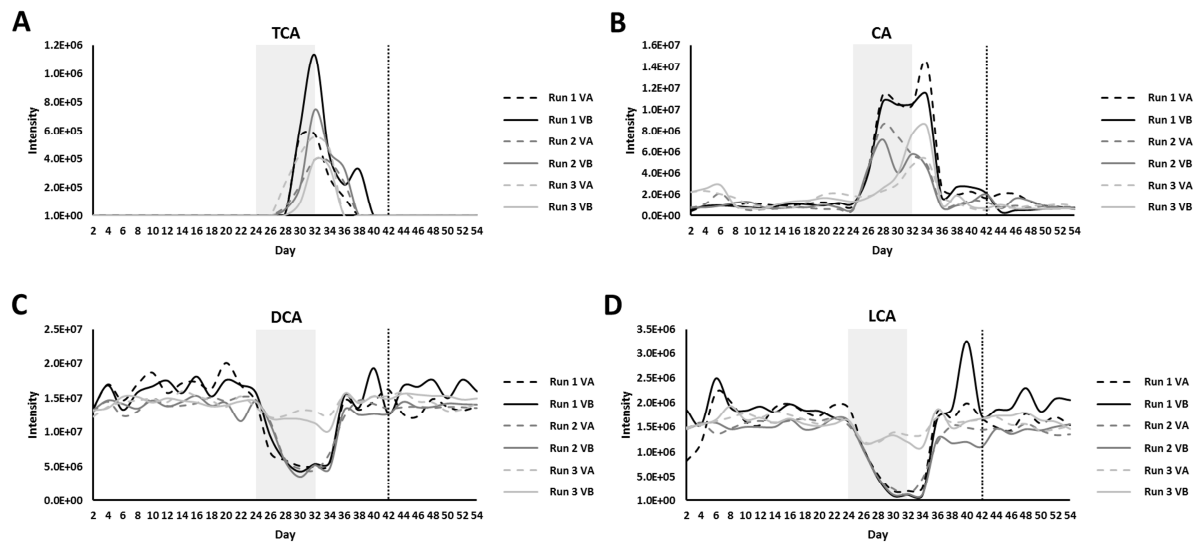 A
TCA
1.2E+06
1.0E+06
8.0E+05
6.0E+05
4.0E+05
2.0E+05
1.0E+00
Intensity
2 4 6 8 10 12 14 16 18 20 22 24 26 28 30 32 34 36 38 40 42 44 46 48 50 52 54
Day
Run 1 VA
Run 1 VB
Run 2 VA
Run 2 VB
Run 3 VA
Run 3 VB
B
CA
1.6E+07
1.4E+07
1.2E+07
1.0E+07
8.0E+06
6.0E+06
4.0E+06
2.0E+06
0.0E+00
Intensity
2 4 6 8 10 12 14 16 18 20 22 24 26 28 30 32 34 36 38 40 42 44 46 48 50 52 54
Day
Run 1 VA
Run 1 VB
Run 2 VA
Run 2 VB
Run 3 VA
Run 3 VB
C
DCA
2.5E+07
2.0E+07
1.5E+07
1.0E+07
5.0E+06
0.0E+00
Intensity
2 4 6 8 10 12 14 16 18 20 22 24 26 28 30 32 34 36 38 40 42 44 46 48 50 52 54
Day
Run 1 VA
Run 1 VB
Run 2 VA
Run 2 VB
Run 3 VA
Run 3 VB
D
LCA
3.5E+06
3.0E+06
2.5E+06
2.0E+06
1.5E+06
1.0E+06
5.0E+05
1.0E+00
Intensity
2 4 6 8 10 12 14 16 18 20 22 24 26 28 30 32 34 36 38 40 42 44 46 48 50 52 54
Day
Run 1 VA
Run 1 VB
Run 2 VA
Run 2 VB
Run 3 VA
Run 3 VB